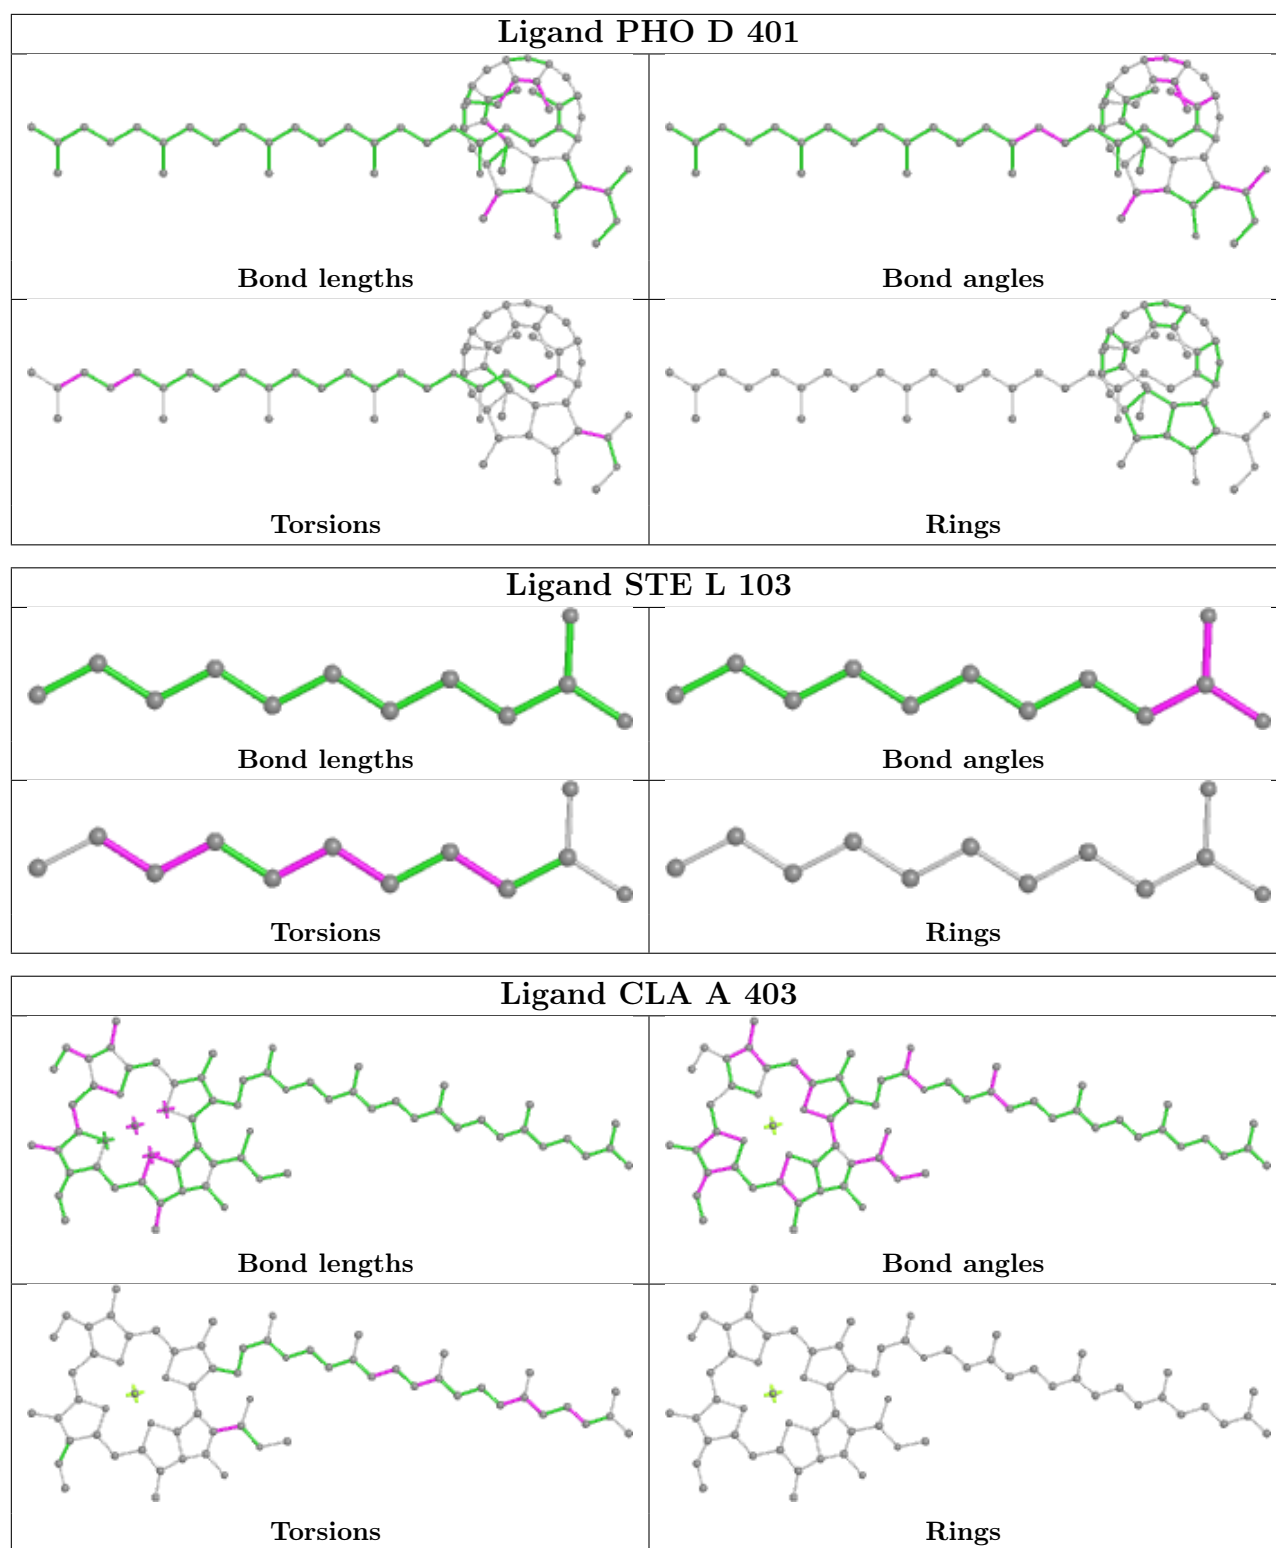 Ligand PHO D 401
Bond lengths
Bond angles
Torsions
Rings
Ligand STE L 103
Bond lengths
Bond angles
Torsions
Rings
Ligand CLA A 403
Bond lengths
Bond angles
Torsions
Rings